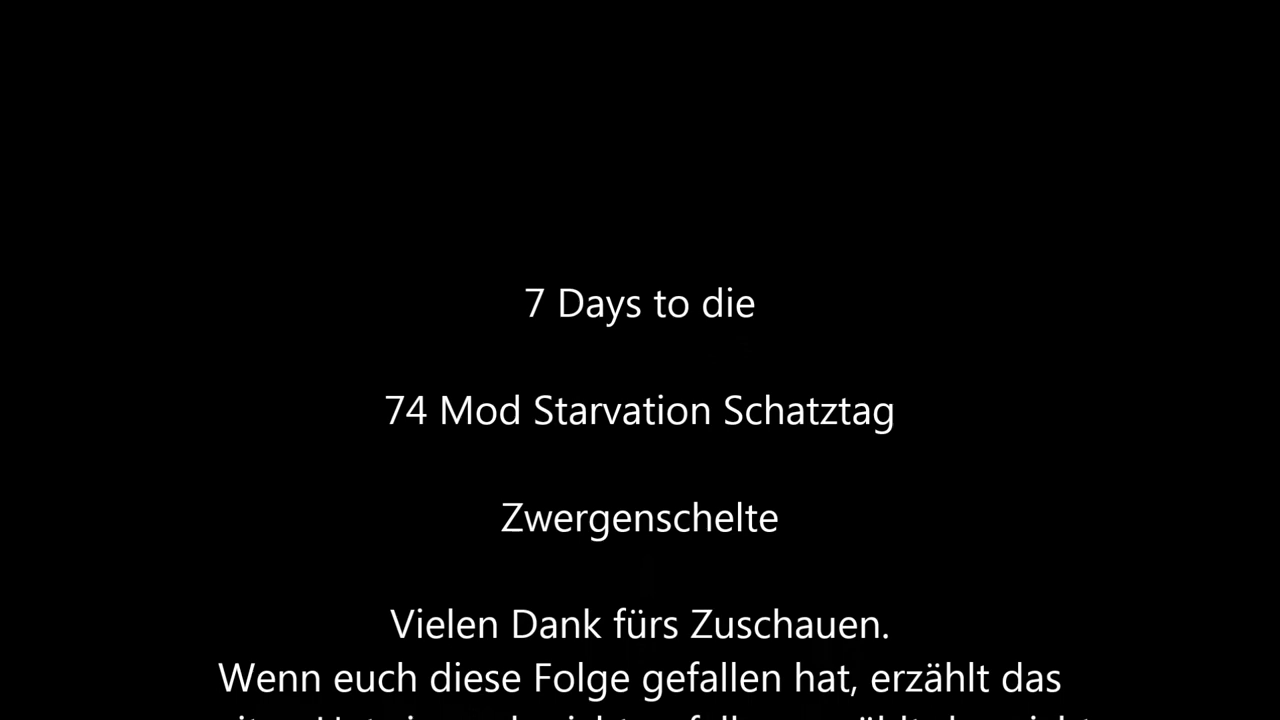 7 Days to die
74 Mod Starvation Schatztag
Zwergenschelte
Vielen Dank fürs Zuschauen.
Wenn euch diese Folge gefallen hat, erzählt das